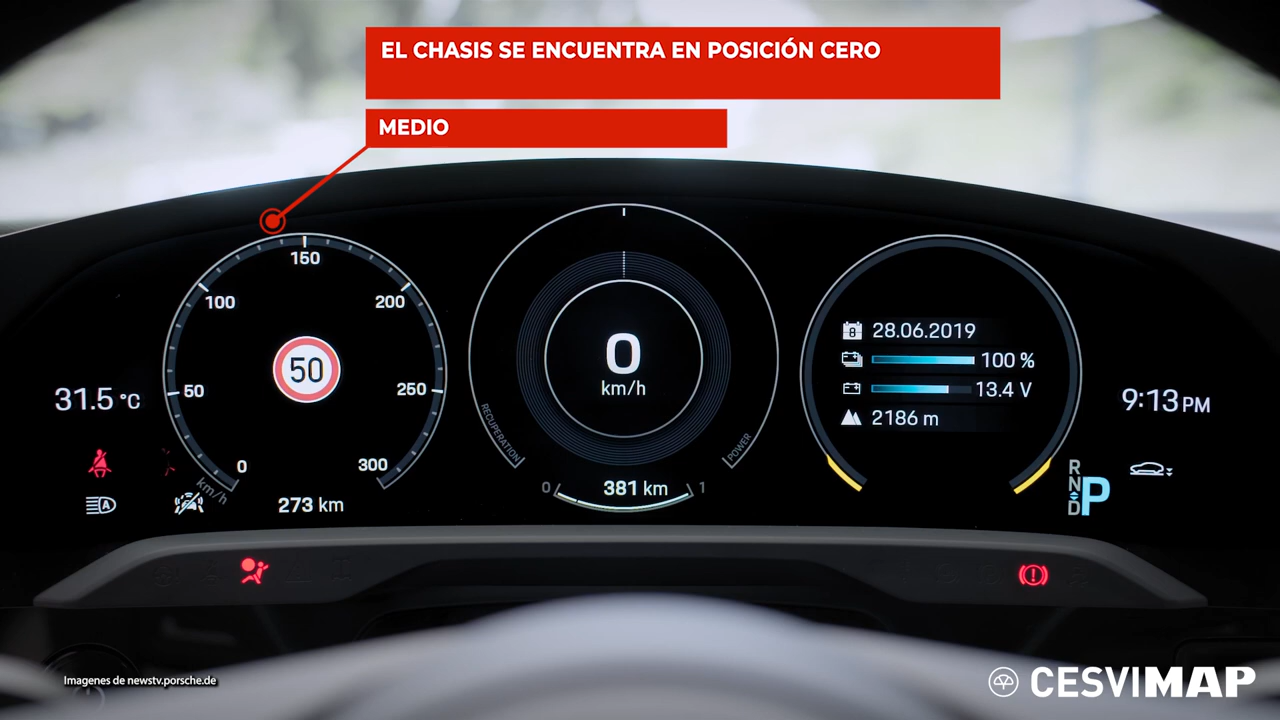 EL CHASIS SE ENCUENTRA EN POSICIÓN CERO
MEDIO
150
100
200
50
50
250
0
300
km/h
273 km
31.5 °C
A
0
km/h
RECUPERATION
POWER
0
381 km
1
8
28.06.2019
100 %
13.4 V
2186 m
9:13 PM
R
N
D
P
Imagenes de newstv.porsche.de
CESVIMAP